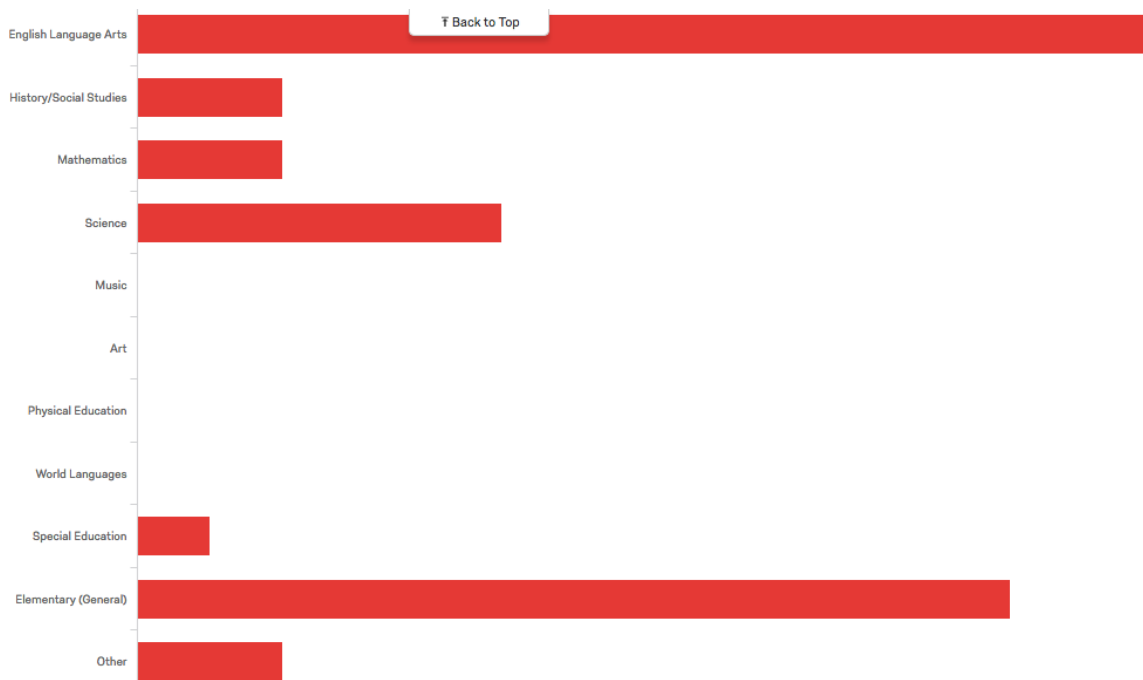 English Language Arts
⤒ Back to Top
History/Social Studies
Mathematics
Science
Music
Art
Physical Education
World Languages
Special Education
Elementary (General)
Other